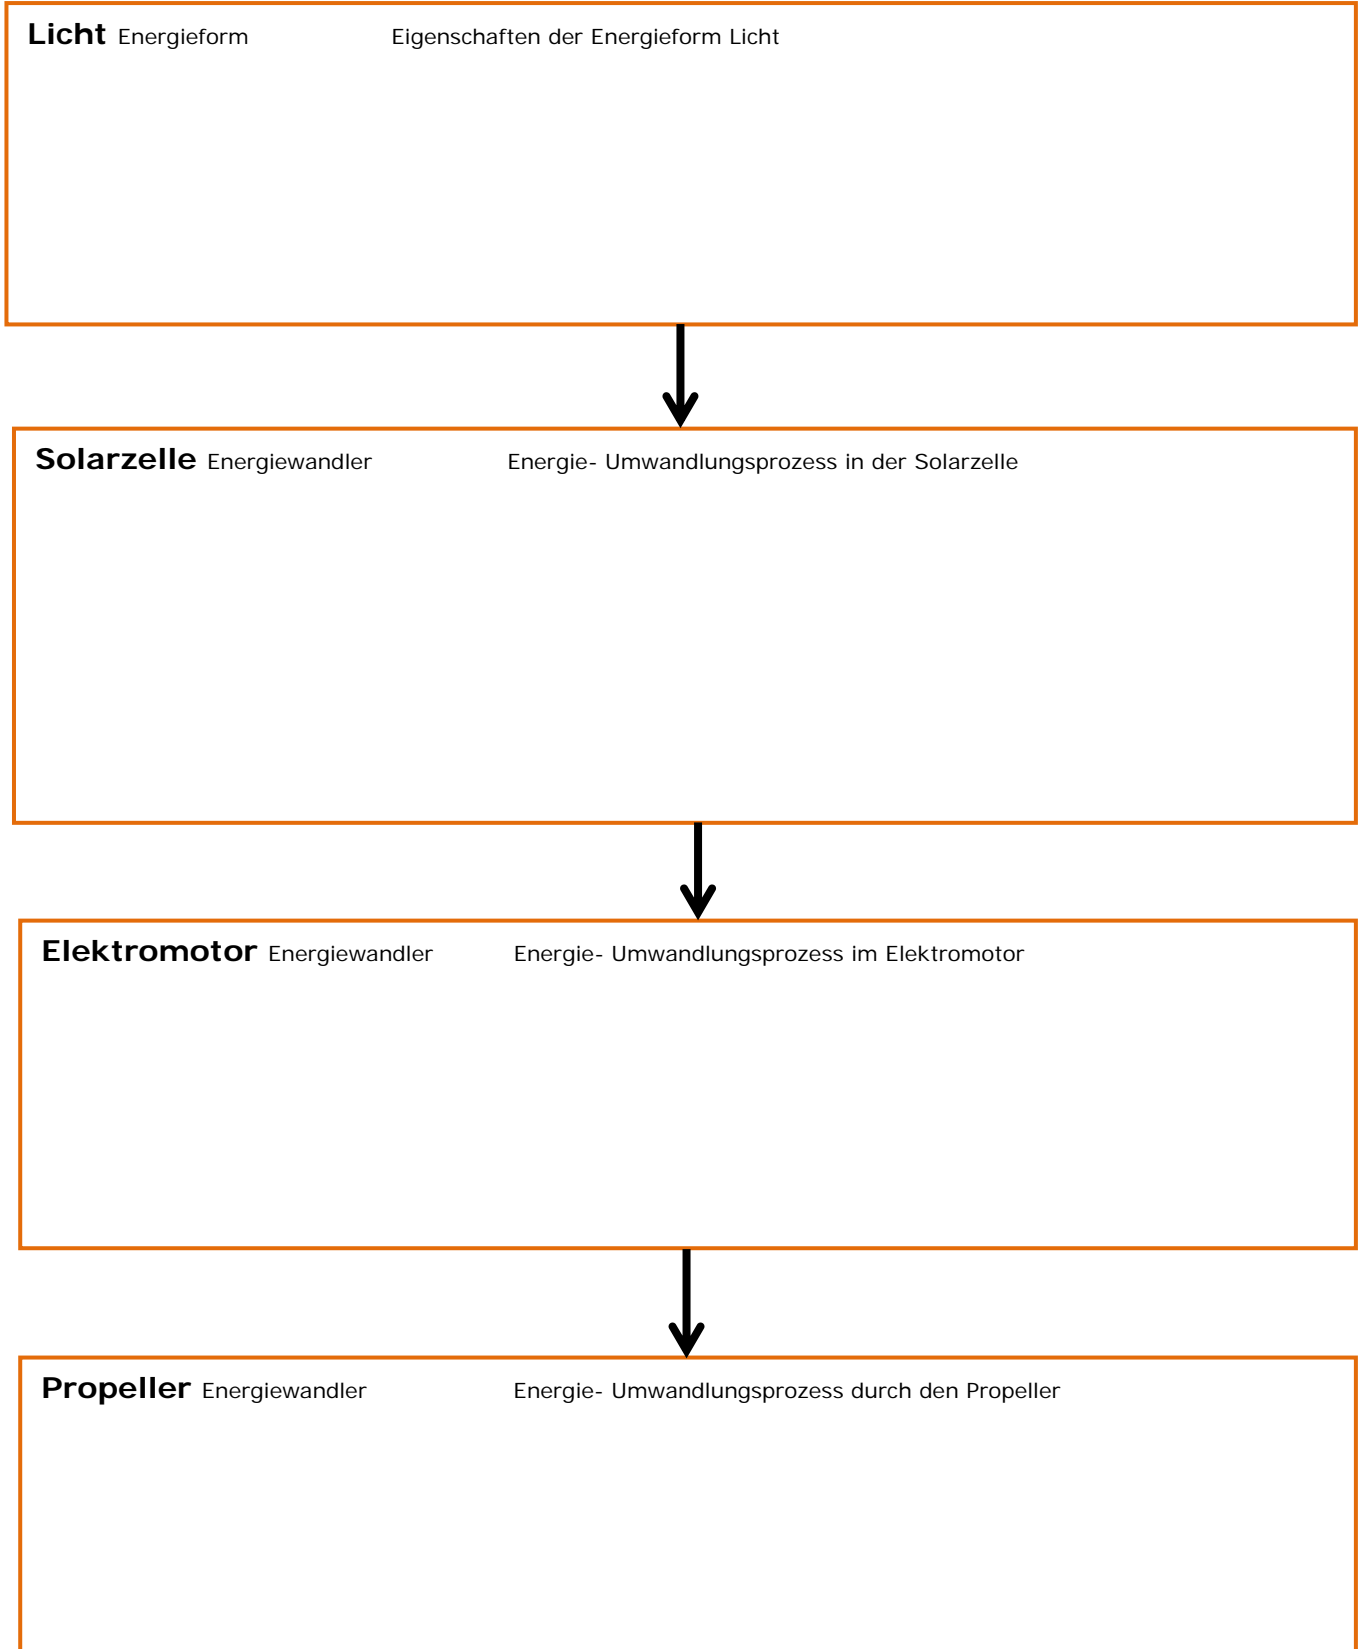 Licht Energieform Eigenschaften der Energieform Licht
Solarzelle Energiewandler Energie- Umwandlungsprozess in der Solarzelle
Elektromotor Energiewandler Energie- Umwandlungsprozess im Elektromotor
Propeller Energiewandler Energie- Umwandlungsprozess durch den Propeller